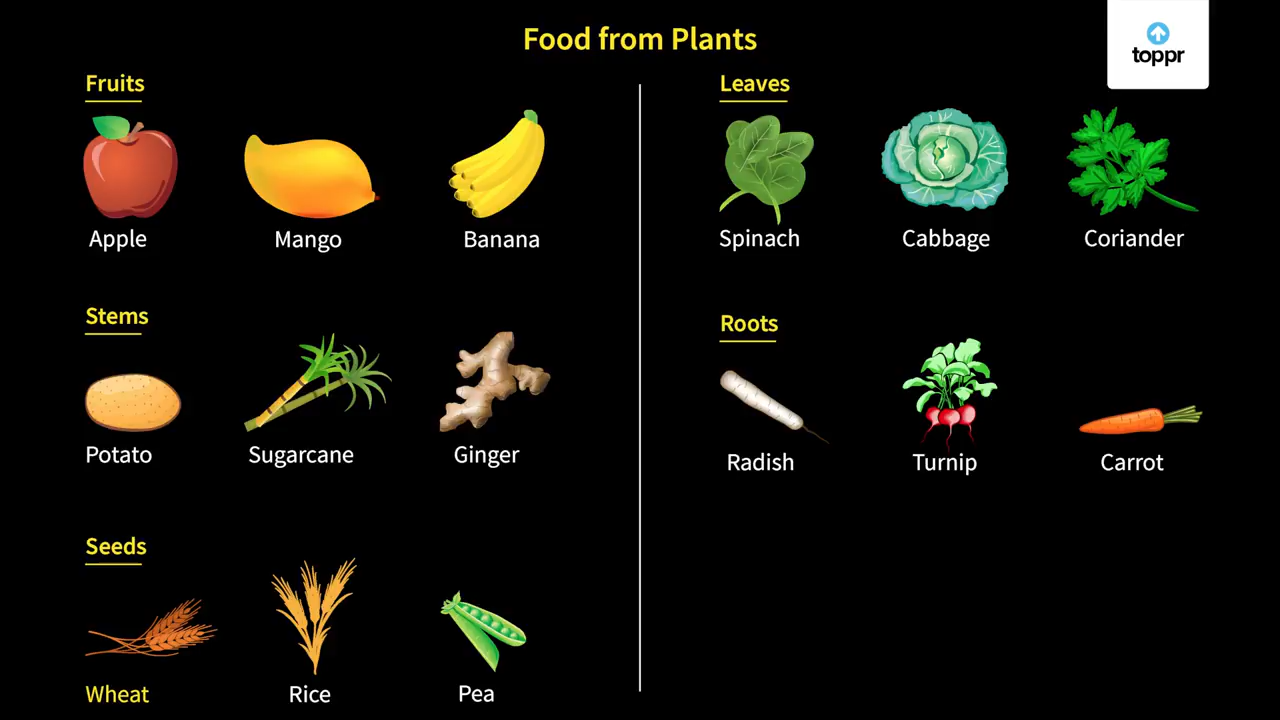 Food from Plants
toppr
Fruits
Apple
Mango
Banana
Stems
Potato
Sugarcane
Ginger
Seeds
Wheat
Rice
Pea
Leaves
Spinach
Cabbage
Coriander
Roots
Radish
Turnip
Carrot